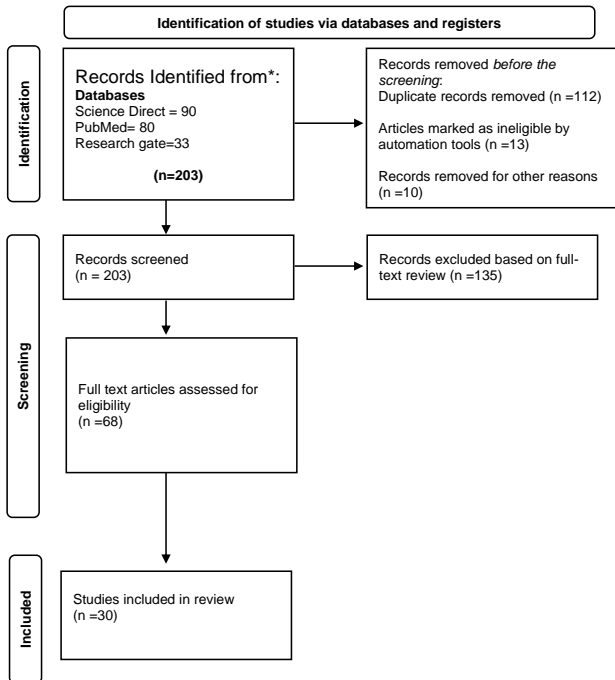 Identification of studies via databases and registers
Identification
Records Identified from*:
Databases
Science Direct = 90
PubMed= 80
Research gate=33
(n=203)
Records removed before the
screening:
Duplicate records removed (n =112)
Articles marked as ineligible by
automation tools (n =13)
Records removed for other reasons
(n =10)
Screening
Records screened
(n = 203)
Records excluded based on full-
text review (n =135)
Full text articles assessed for
eligibility
(n =68)
Included
Studies included in review
(n =30)